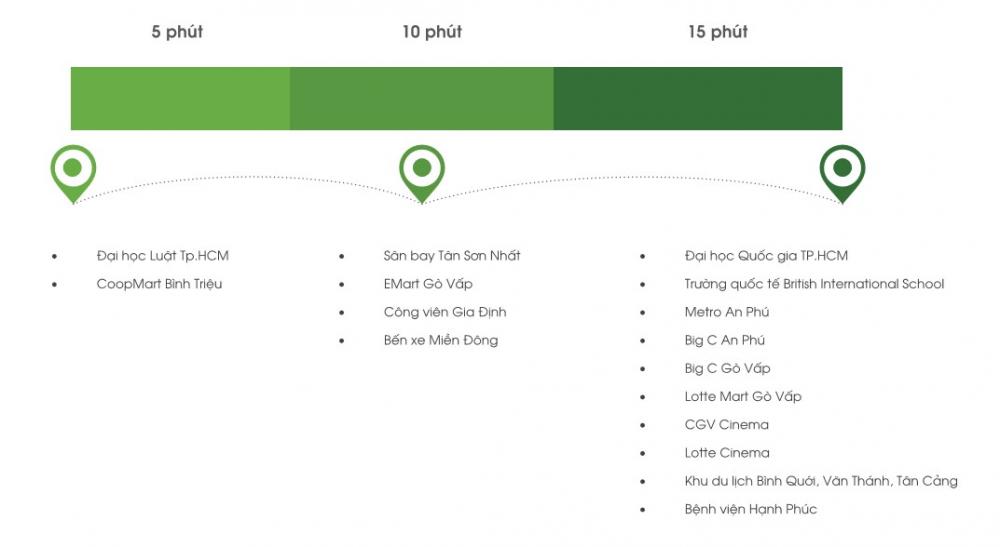 5 phút
10 phút
15 phút
• Đại học Luật Tp.HCM
• CoopMart Bình Triệu
• Sân bay Tân Sơn Nhất
• EMart Gò Vấp
• Công viên Gia Định
• Bến xe Miền Đông
• Đại học Quốc gia TP.HCM
• Trường quốc tế British International School
• Metro An Phú
• Big C An Phú
• Big C Gò Vấp
• Lotte Mart Gò Vấp
• CGV Cinema
• Lotte Cinema
• Khu du lịch Bình Quới, Văn Thánh, Tân Cảng
• Bệnh viện Hạnh Phúc